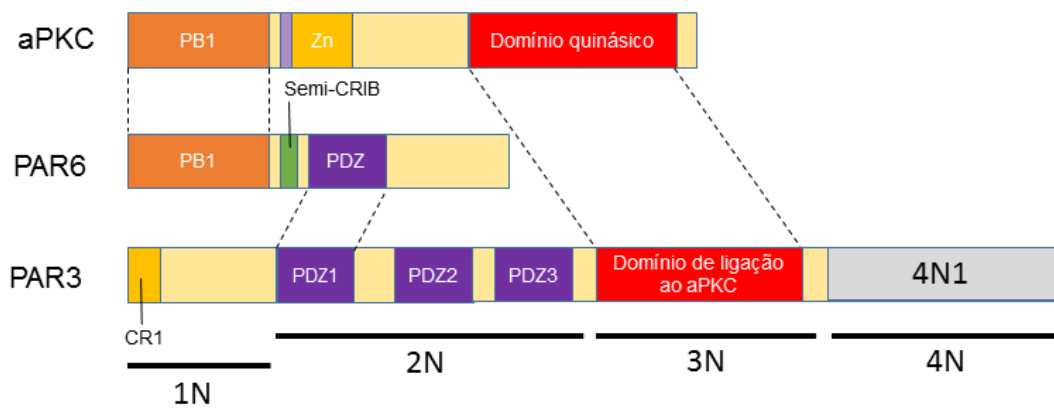 aPKC
PB1
Zn
Domínio quinásico
Semi-CRIB
PAR6
PB1
PDZ
PAR3
PDZ1
PDZ2
PDZ3
Domínio de ligação
ao aPKC
4N1
CR1
1N
2N
3N
4N